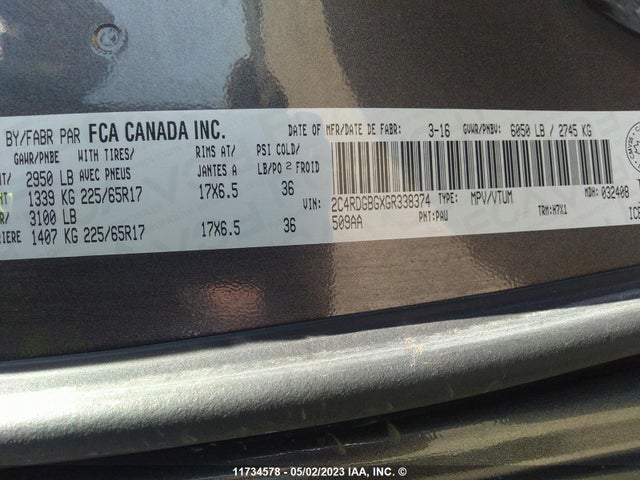 BY/FABR PAR FCA CANADA INC. DATE OF MFR/DATE DE FABR: 3-16 GVWR/PNBV: 6050 LB / 2745 KG
GAWR/PNBE WITH TIRES/ RIMS AT/ PSI COLD/
2950 LB AVEC PNEUS JANTES A LB/PO 2 FROID
1339 KG 225/65R17 17X6.5 36 VIN: 2C4RDGBGXGR338374 TYPE: MPV/VTUM MDH: 032408
3100 LB 509AA PNT:PAU TRM:H7X1
IERE 1407 KG 225/65R17 17X6.5 36
11734578 - 05/02/2023 - IAA, Inc.